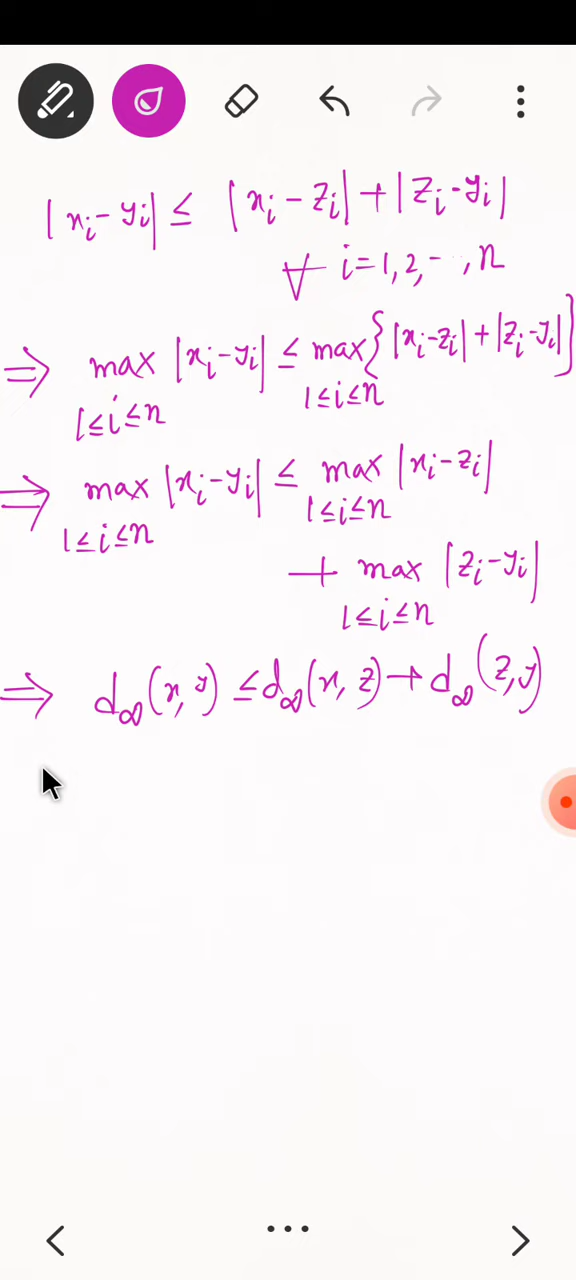 |xᵢ - yᵢ| ≤ |xᵢ - zᵢ| + |zᵢ - yᵢ|
∀ i = 1, 2, - - , n
⇒ max |xᵢ - yᵢ| ≤ max {|xᵢ - zᵢ| + |zᵢ - yᵢ|}
1≤i≤n 1≤i≤n
⇒ max |xᵢ - yᵢ| ≤ max |xᵢ - zᵢ|
1≤i≤n 1≤i≤n
+ max |zᵢ - yᵢ|
1≤i≤n
⇒ d∞(x, y) ≤ d∞(x, z) + d∞(z, y)